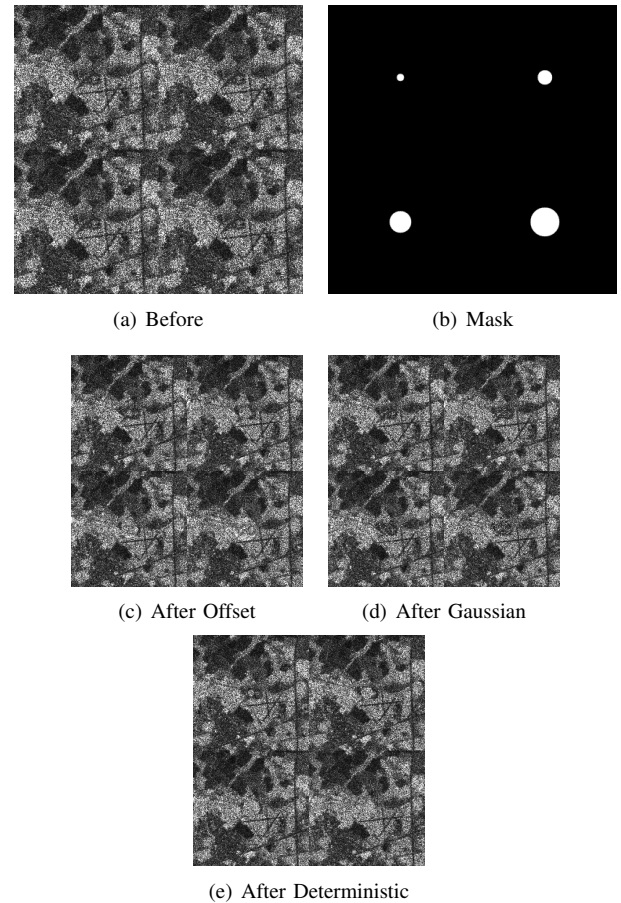 (a) Before
(b) Mask
(c) After Offset
(d) After Gaussian
(e) After Deterministic